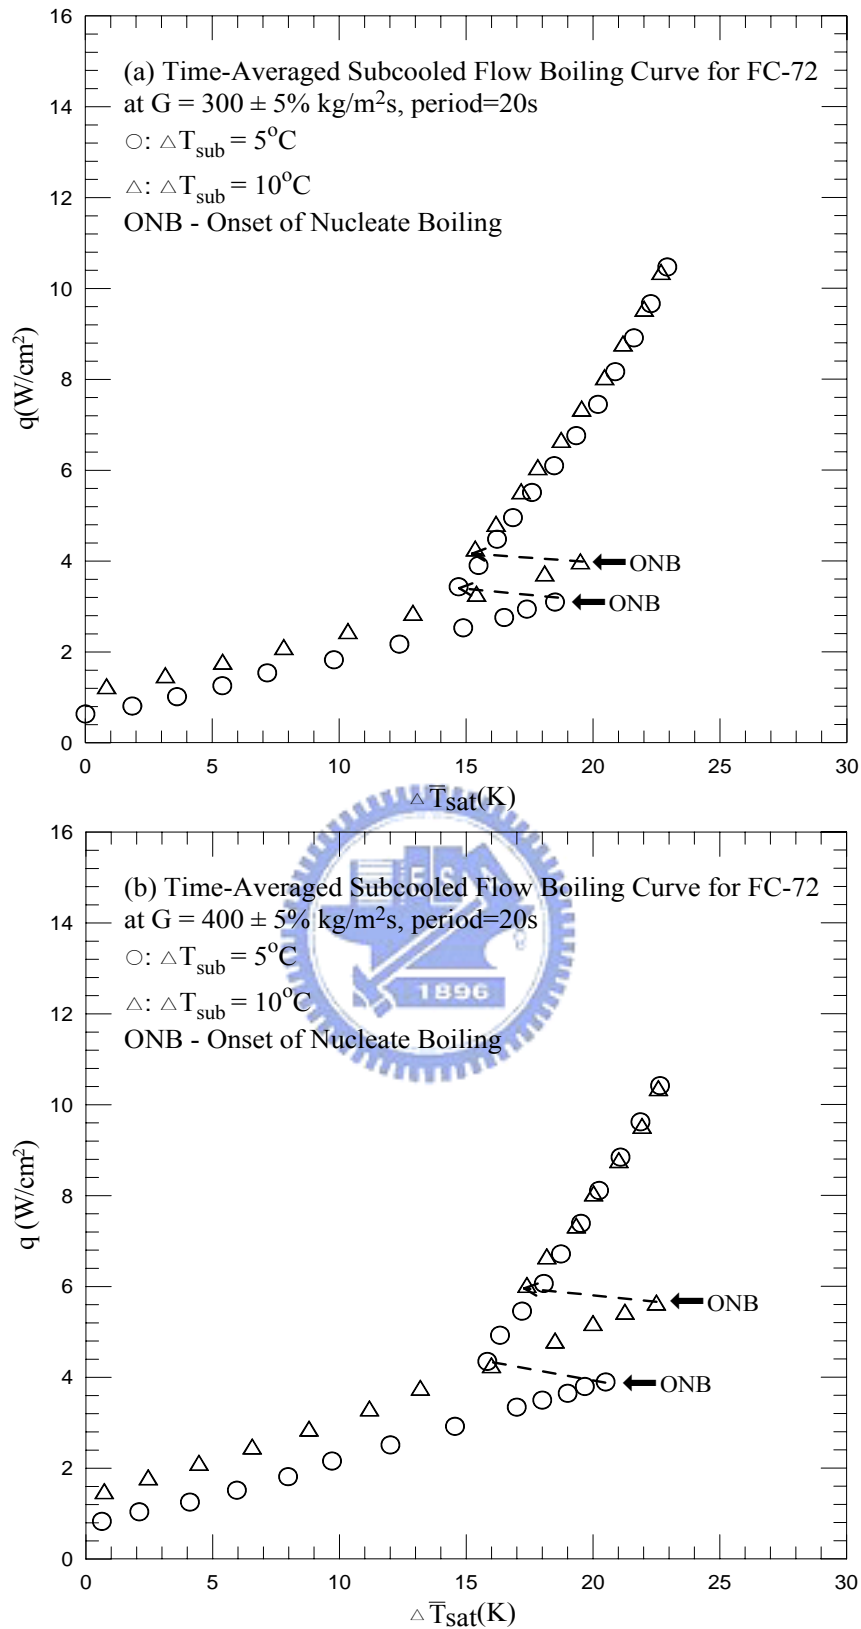 16
14
12
10
8
6
4
2
0
q(W/cm²)
(a) Time-Averaged Subcooled Flow Boiling Curve for FC-72
at G = 300 ± 5% kg/m²s, period=20s
○: △T_sub = 5°C
△: △T_sub = 10°C
ONB - Onset of Nucleate Boiling
ONB
ONB
0 5 10 15 20 25 30
△T̅_sat(K)
16
14
12
10
8
6
4
2
0
q (W/cm²)
(b) Time-Averaged Subcooled Flow Boiling Curve for FC-72
at G = 400 ± 5% kg/m²s, period=20s
○: △T_sub = 5°C
△: △T_sub = 10°C
ONB - Onset of Nucleate Boiling
ES
1896
ONB
ONB
0 5 10 15 20 25 30
△T̅_sat(K)